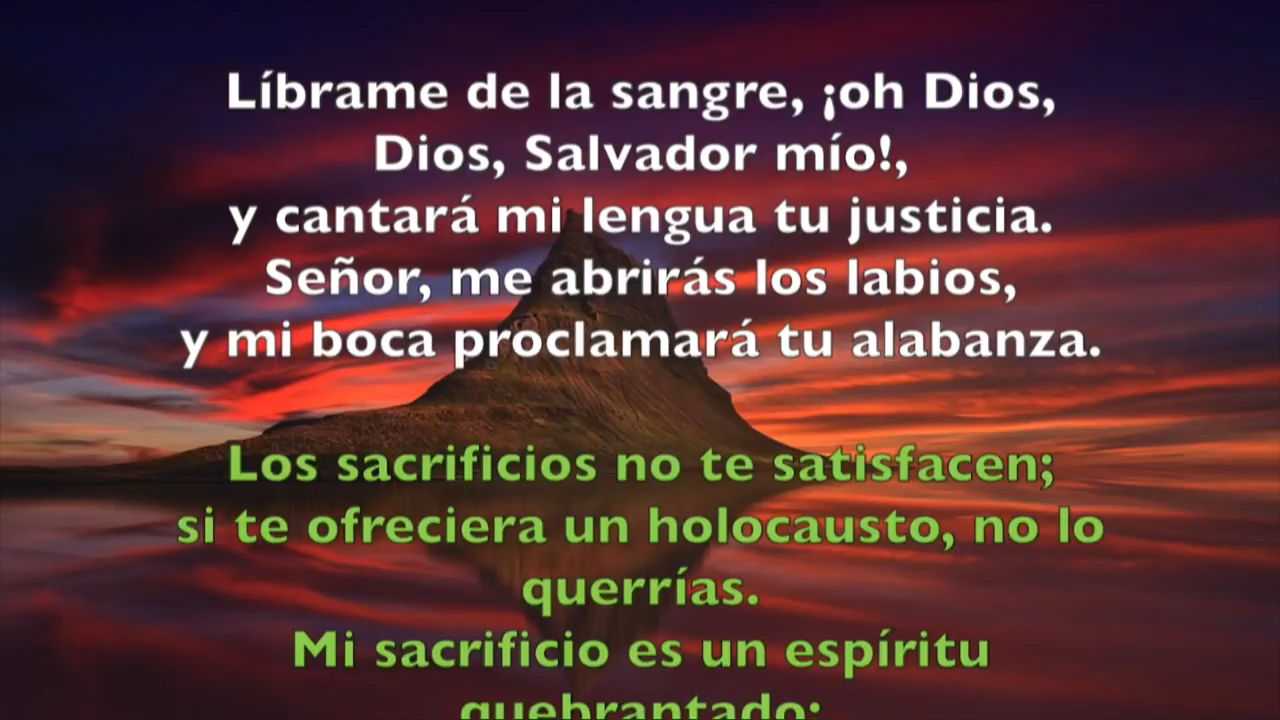 Líbrame de la sangre, ¡oh Dios,
Dios, Salvador mío!,
y cantará mi lengua tu justicia.
Señor, me abrirás los labios,
y mi boca proclamará tu alabanza.
Los sacrificios no te satisfacen;
si te ofreciera un holocausto, no lo
querrías.
Mi sacrificio es un espíritu
quebrantado;